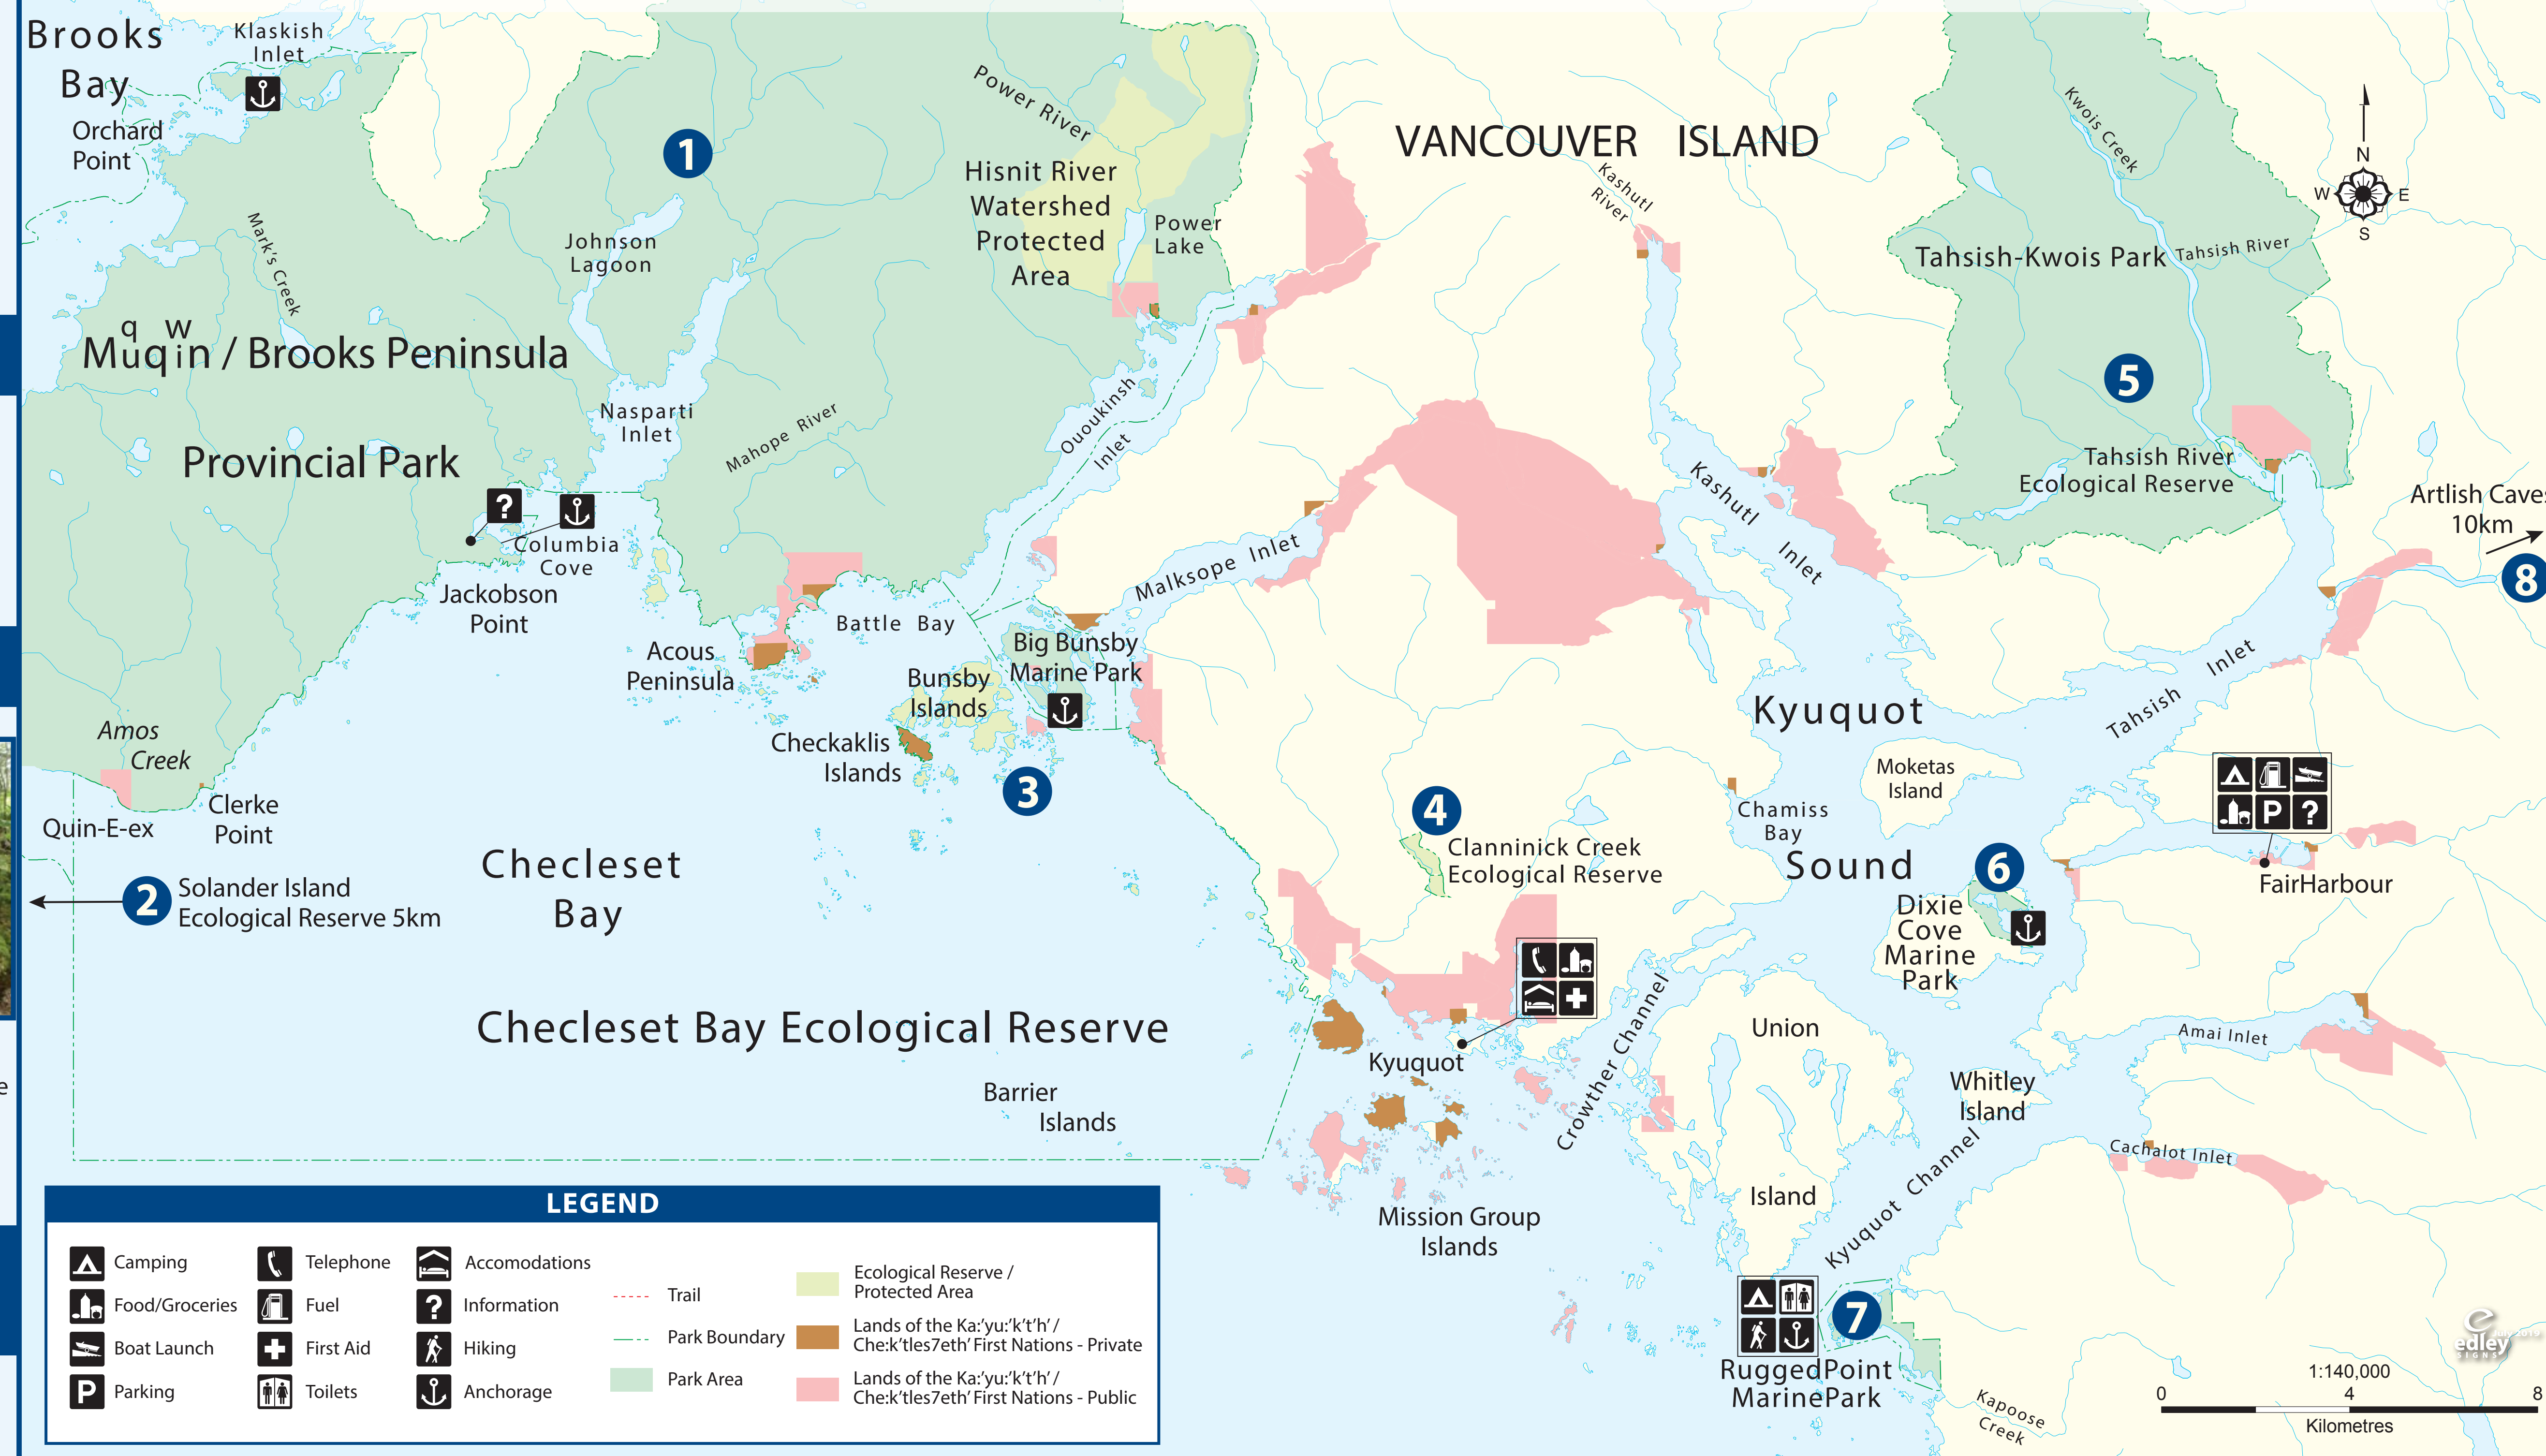 Brooks
Bay
Klaskish
Inlet
Orchard
Point
1
Mark's Creek
Johnson
Lagoon
Power River
Hisnit River
Watershed
Protected
Area
Power
Lake
VANCOUVER ISLAND
Kashutl
River
Kwois Creek
Tahsish-Kwois Park
Tahsish River
N
W
E
S
q w
Muqin / Brooks Peninsula
Provincial Park
Nasparti
Inlet
Mahope River
Ououkinsh
Inlet
5
Tahsish River
Ecological Reserve
Artlish Caves
10km
8
?
Columbia
Cove
Jackobson
Point
Malksope Inlet
Kashutl
Inlet
Battle Bay
Acous
Peninsula
Big Bunsby
Marine Park
Bunsby
Islands
Checkaklis
Islands
3
Amos
Creek
Quin-E-ex
Clerke
Point
2
Solander Island
Ecological Reserve 5km
Checleset
Bay
Checleset Bay Ecological Reserve
Barrier
Islands
4
Clanninick Creek
Ecological Reserve
Kyuquot
Sound
Tahsish Inlet
Moketas
Island
Chamiss
Bay
6
Dixie
Cove
Marine
Park
P
?
FairHarbour
Kyuquot
Crowther Channel
Union
Island
Whitley
Island
Amai Inlet
Cachalot Inlet
Kyuquot Channel
Mission Group
Islands
7
RuggedPoint
MarinePark
Kapoose
Creek
e
LEGEND
Camping
Food/Groceries
Boat Launch
P
Parking
Telephone
Fuel
First Aid
Toilets
Accomodations
?
Information
Hiking
Anchorage
Trail
Park Boundary
Park Area
Ecological Reserve /
Protected Area
Lands of the Ka:'yu:'k't'h' /
Che:k'tles7eth' First Nations - Private
Lands of the Ka:'yu:'k't'h' /
Che:k'tles7eth' First Nations - Public
e
edley
SIGNS
1:140,000
0 4 8
Kilometres